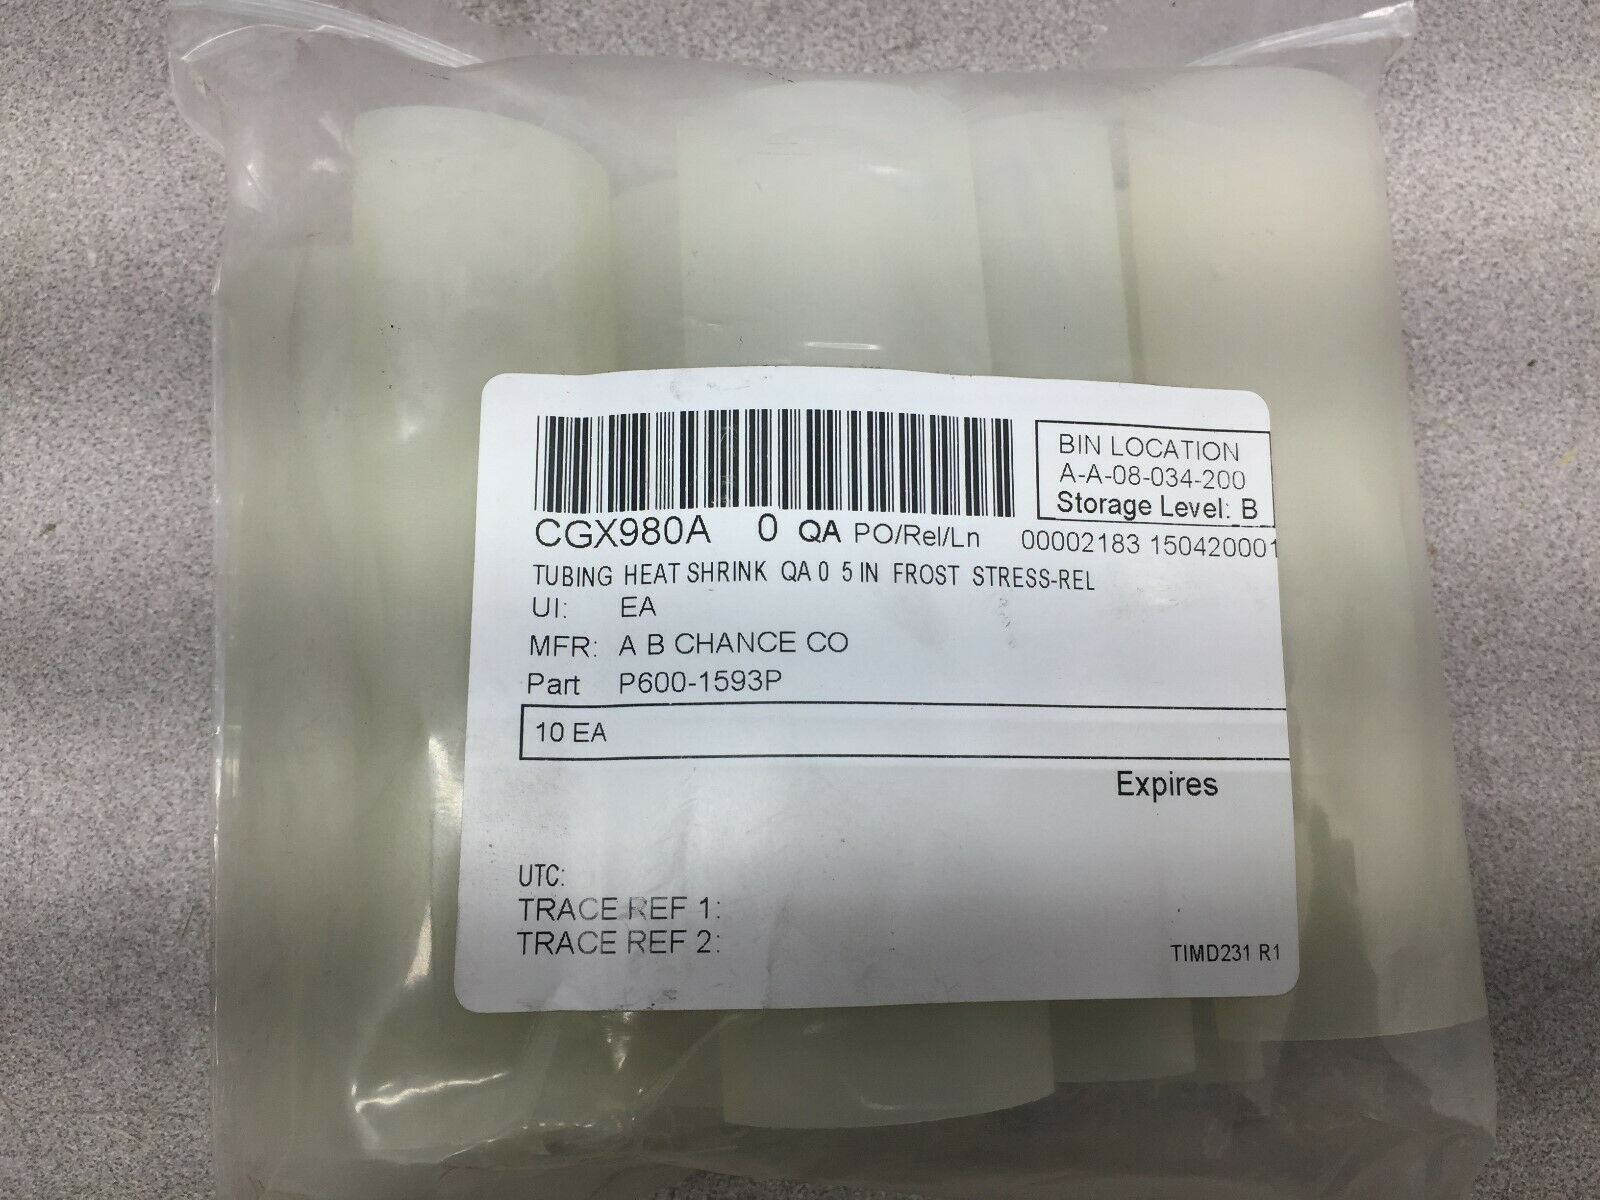 BIN LOCATION
A-A-08-034-200
Storage Level: B
CGX980A 0 QA PO/Rel/Ln 00002183 150420001
TUBING HEAT SHRINK QA 0 5 IN FROST STRESS-REL
UI: EA
MFR: A B CHANCE CO
Part P600-1593P
10 EA
Expires
UTC:
TRACE REF 1:
TRACE REF 2:
TIMD231 R1